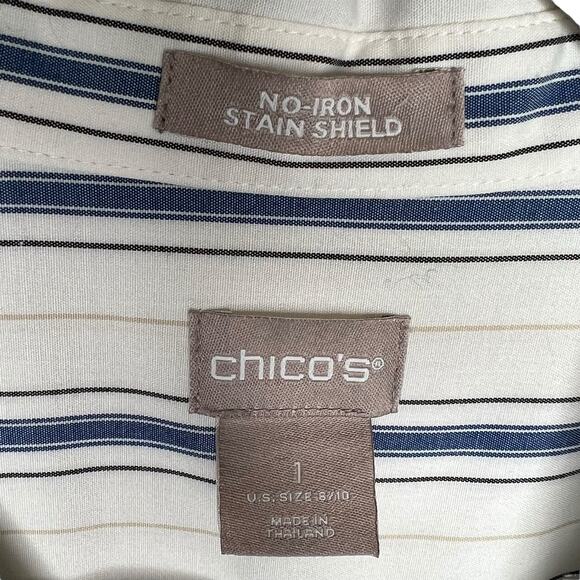 NO-IRON
STAIN SHIELD
chico's®
1
U.S. SIZE 8/10
MADE IN
THAILAND